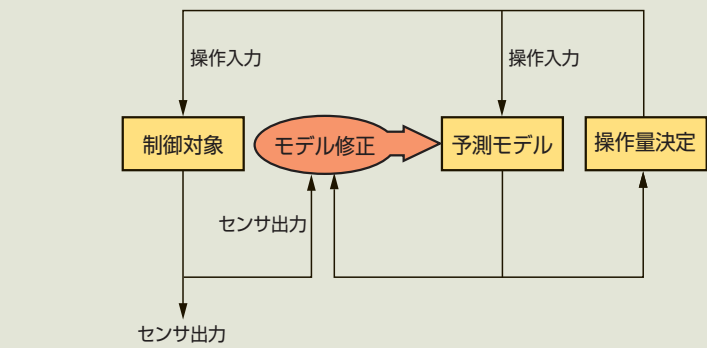 操作入力
操作入力
制御対象
モデル修正
予測モデル
操作量決定
センサ出力
センサ出力